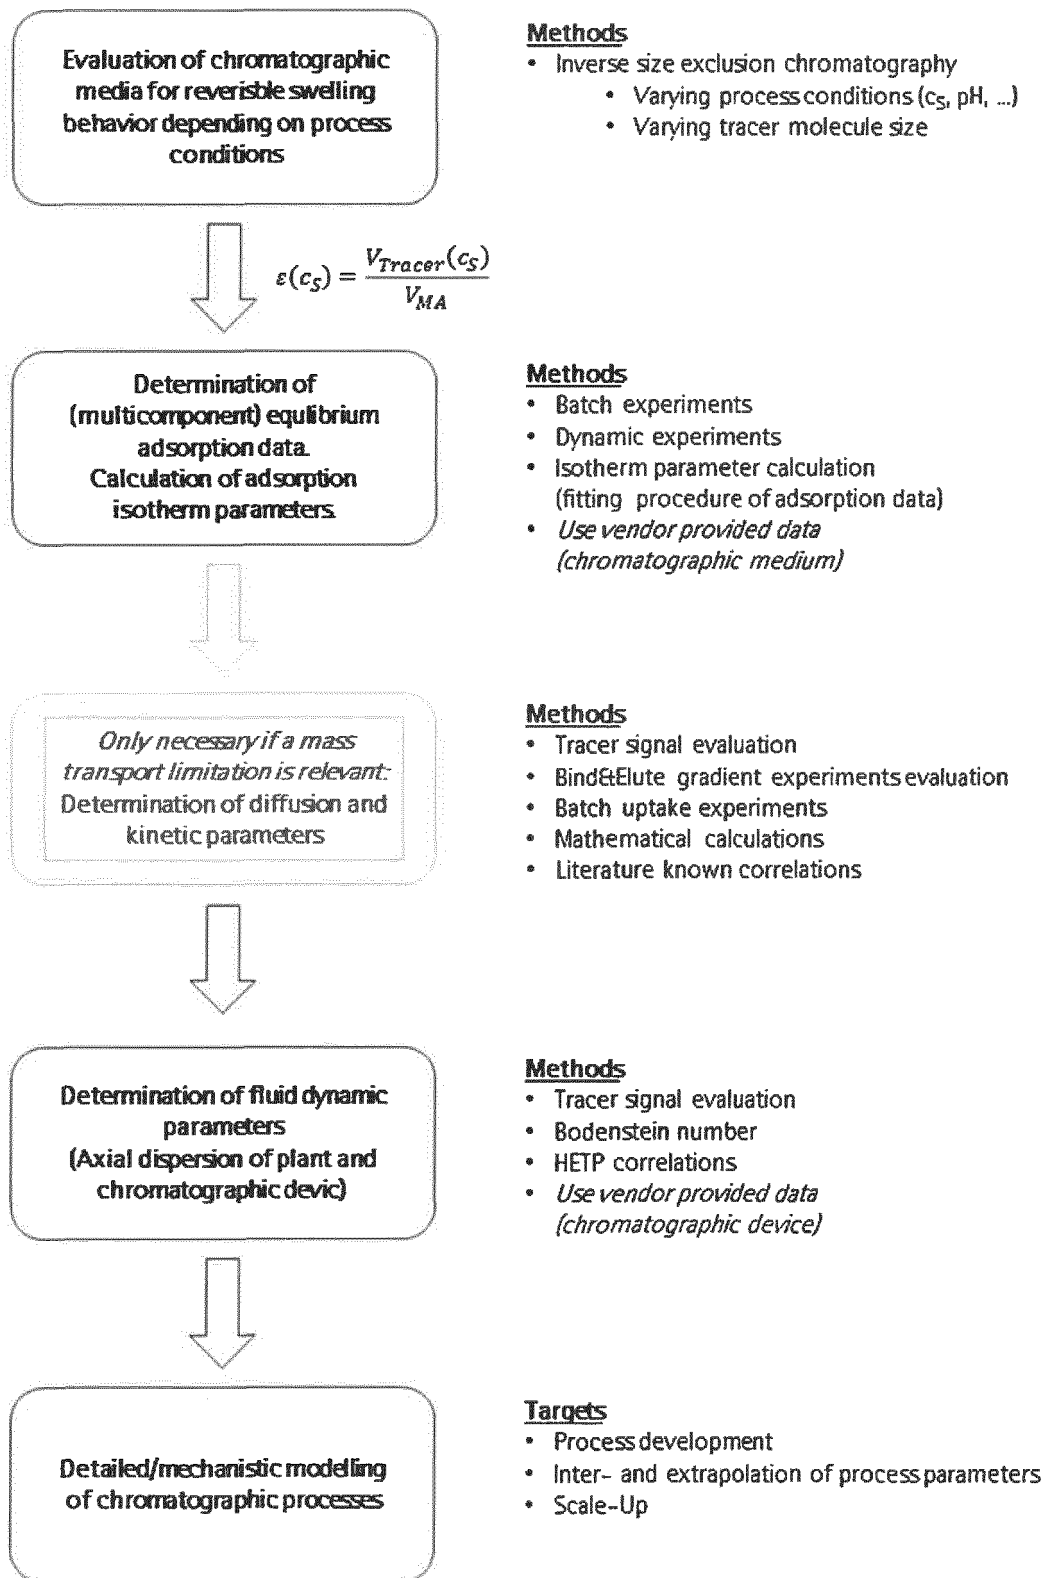 Evaluation of chromatographic
media for reverisble swelling
behavior depending on process
conditions
Methods
• Inverse size exclusion chromatography
• Varying process conditions (cS, pH, ...)
• Varying tracer molecule size
ε(cS) = VTracer(cS) / VMA
Determination of
(multicomponent) equlibrium
adsorption data.
Calculation of adsorption
isotherm parameters.
Methods
• Batch experiments
• Dynamic experiments
• Isotherm parameter calculation
(fitting procedure of adsorption data)
• Use vendor provided data
(chromatographic medium)
Only necessary if a mass
transport limitation is relevant:
Determination of diffusion and
kinetic parameters
Methods
• Tracer signal evaluation
• Bind&Elute gradient experiments evaluation
• Batch uptake experiments
• Mathematical calculations
• Literature known correlations
Determination of fluid dynamic
parameters
(Axial dispersion of plant and
chromatographic devic)
Methods
• Tracer signal evaluation
• Bodenstein number
• HETP correlations
• Use vendor provided data
(chromatographic device)
Detailed/mechanistic modelling
of chromatographic processes
Targets
• Process development
• Inter- and extrapolation of process parameters
• Scale-Up